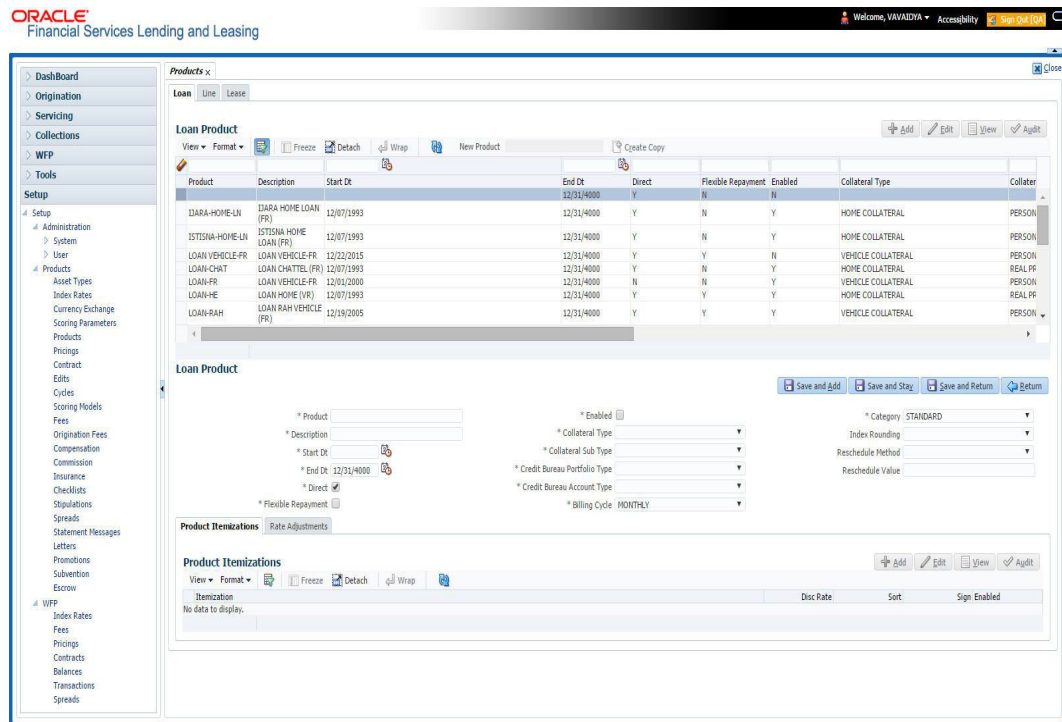 ORACLE
Financial Services Lending and Leasing
Welcome, VAVAIDYA Accessibility Sign Out [QA]
Close
DashBoard
Origination
Servicing
Collections
WFP
Tools
Setup
Setup
Administration
System
User
Products
Asset Types
Index Rates
Currency Exchange
Scoring Parameters
Products
Pricings
Contract
Edits
Cycles
Scoring Models
Fees
Origination Fees
Compensation
Commission
Insurance
Checklists
Stipulations
Spreads
Statement Messages
Letters
Promotions
Subvention
Escrow
WFP
Index Rates
Fees
Pricings
Contracts
Balances
Transactions
Spreads
Products x
Loan Line Lease
Loan Product
Add Edit View Audit
View Format Freeze Detach Wrap New Product Create Copy
Product Description Start Dt End Dt Direct Flexible Repayment Enabled Collateral Type Collater
12/31/4000 Y N N
IJARA-HOME-LN IJARA HOME LOAN (FR) 12/07/1993 12/31/4000 Y N Y HOME COLLATERAL PERSON
ISTISNA-HOME-LN ISTISNA HOME LOAN (FR) 12/07/1993 12/31/4000 Y N Y HOME COLLATERAL PERSON
LOAN VEHICLE-FR LOAN VEHICLE-FR 12/22/2015 12/31/4000 Y Y N VEHICLE COLLATERAL PERSON
LOAN-CHAT LOAN CHATTEL (FR) 12/07/1993 12/31/4000 Y N Y HOME COLLATERAL REAL PR
LOAN-FR LOAN VEHICLE-FR 12/01/2000 12/31/4000 N N Y VEHICLE COLLATERAL PERSON
LOAN-HE LOAN HOME (VR) 12/07/1993 12/31/4000 Y Y Y HOME COLLATERAL REAL PR
LOAN-RAH LOAN RAH VEHICLE (FR) 12/19/2005 12/31/4000 Y Y Y VEHICLE COLLATERAL PERSON
Loan Product
Save and Add Save and Stay Save and Return Return
* Product
* Description
* Start Dt
* End Dt 12/31/4000
* Direct
* Flexible Repayment
* Enabled
* Collateral Type
* Collateral Sub Type
* Credit Bureau Portfolio Type
* Credit Bureau Account Type
* Billing Cycle MONTHLY
* Category STANDARD
Index Rounding
Reschedule Method
Reschedule Value
Product Itemizations Rate Adjustments
Product Itemizations
Add Edit View Audit
View Format Freeze Detach Wrap
Itemization Disc Rate Sort Sign Enabled
No data to display.